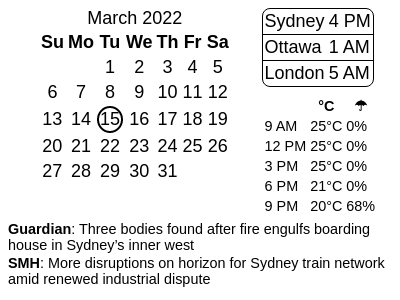 March 2022
Su Mo Tu We Th Fr Sa
1 2 3 4 5
6 7 8 9 10 11 12
13 14 15 16 17 18 19
20 21 22 23 24 25 26
27 28 29 30 31
Sydney 4 PM
Ottawa 1 AM
London 5 AM
°C ☂
9 AM 25°C 0%
12 PM 25°C 0%
3 PM 25°C 0%
6 PM 21°C 0%
9 PM 20°C 68%
Guardian: Three bodies found after fire engulfs boarding
house in Sydney's inner west
SMH: More disruptions on horizon for Sydney train network
amid renewed industrial dispute